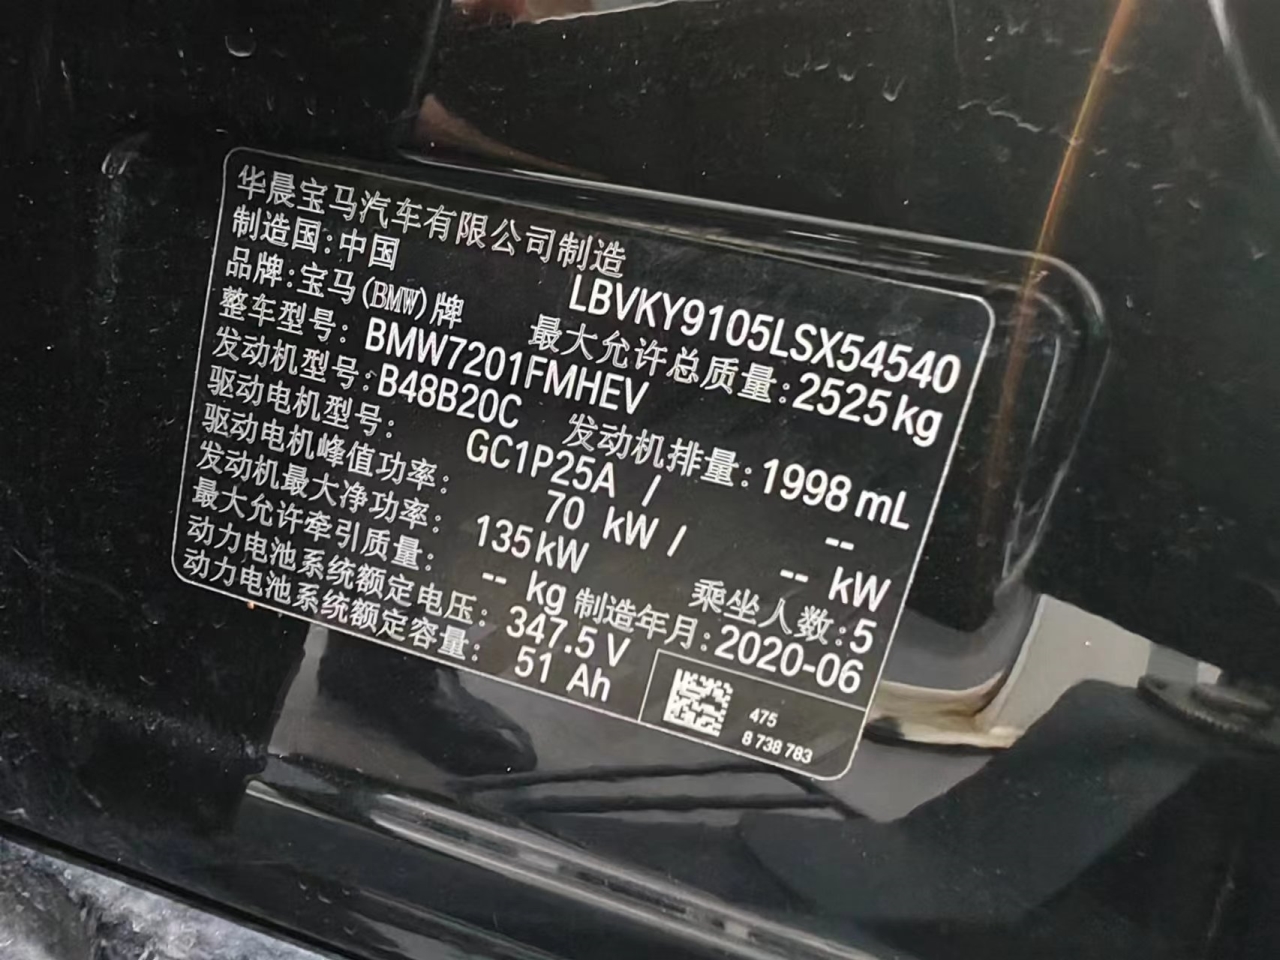 华晨宝马汽车有限公司制造
制造国:中国 LBVKY9105LSX54540
品牌:宝马(BMW)牌 最大允许总质量:2525kg
整车型号: BMW7201FMHEV
发动机型号:B48B20C 发动机排量:1998mL
驱动电机型号: GC1P25A / --
驱动电机峰值功率: 70 kW / -- kW
发动机最大净功率: 135kW 乘坐人数:5
最大允许牵引质量: -- kg 制造年月:2020-06
动力电池系统额定电压: 347.5 V
动力电池系统额定容量: 51 Ah
475
8 738 783